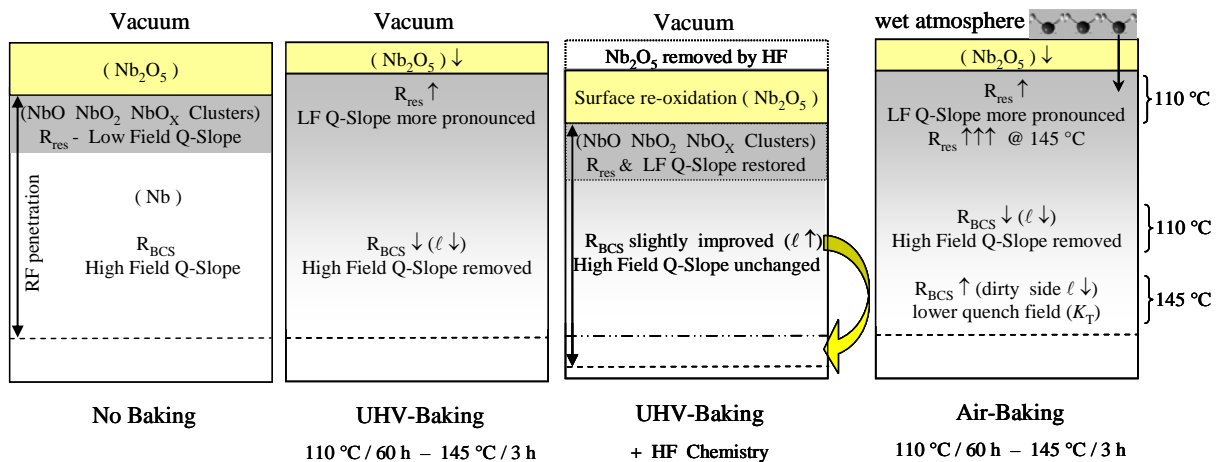 Vacuum
( Nb₂O₅ )
(NbO NbO₂ NbOX Clusters)
Rres - Low Field Q-Slope
( Nb )
RBCS
High Field Q-Slope
RF penetration
No Baking
Vacuum
( Nb₂O₅ ) ↓
Rres ↑
LF Q-Slope more pronounced
RBCS ↓ (ℓ ↓)
High Field Q-Slope removed
UHV-Baking
110 °C / 60 h – 145 °C / 3 h
Vacuum
Nb₂O₅ removed by HF
Surface re-oxidation ( Nb₂O₅ )
(NbO NbO₂ NbOX Clusters)
Rres & LF Q-Slope restored
RBCS slightly improved (ℓ ↑)
High Field Q-Slope unchanged
UHV-Baking
+ HF Chemistry
wet atmosphere
( Nb₂O₅ ) ↓
Rres ↑
LF Q-Slope more pronounced
Rres ↑↑↑ @ 145 °C
110 °C
RBCS ↓ (ℓ ↓)
High Field Q-Slope removed
110 °C
RBCS ↑ (dirty side ℓ ↓)
lower quench field (KT)
145 °C
Air-Baking
110 °C / 60 h – 145 °C / 3 h